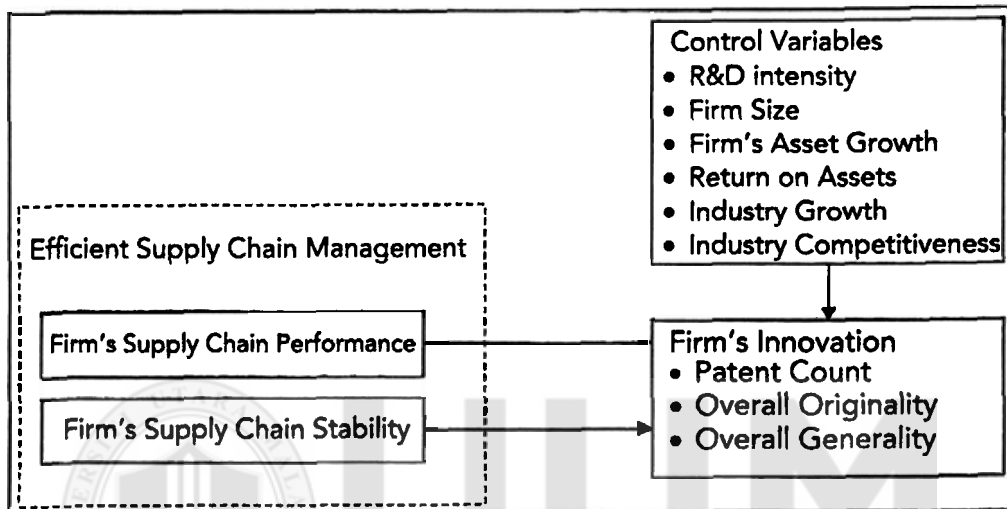 Control Variables
• R&D intensity
• Firm Size
• Firm's Asset Growth
• Return on Assets
• Industry Growth
• Industry Competitiveness
Efficient Supply Chain Management
Firm's Supply Chain Performance
Firm's Supply Chain Stability
Firm's Innovation
• Patent Count
• Overall Originality
• Overall Generality
UUM